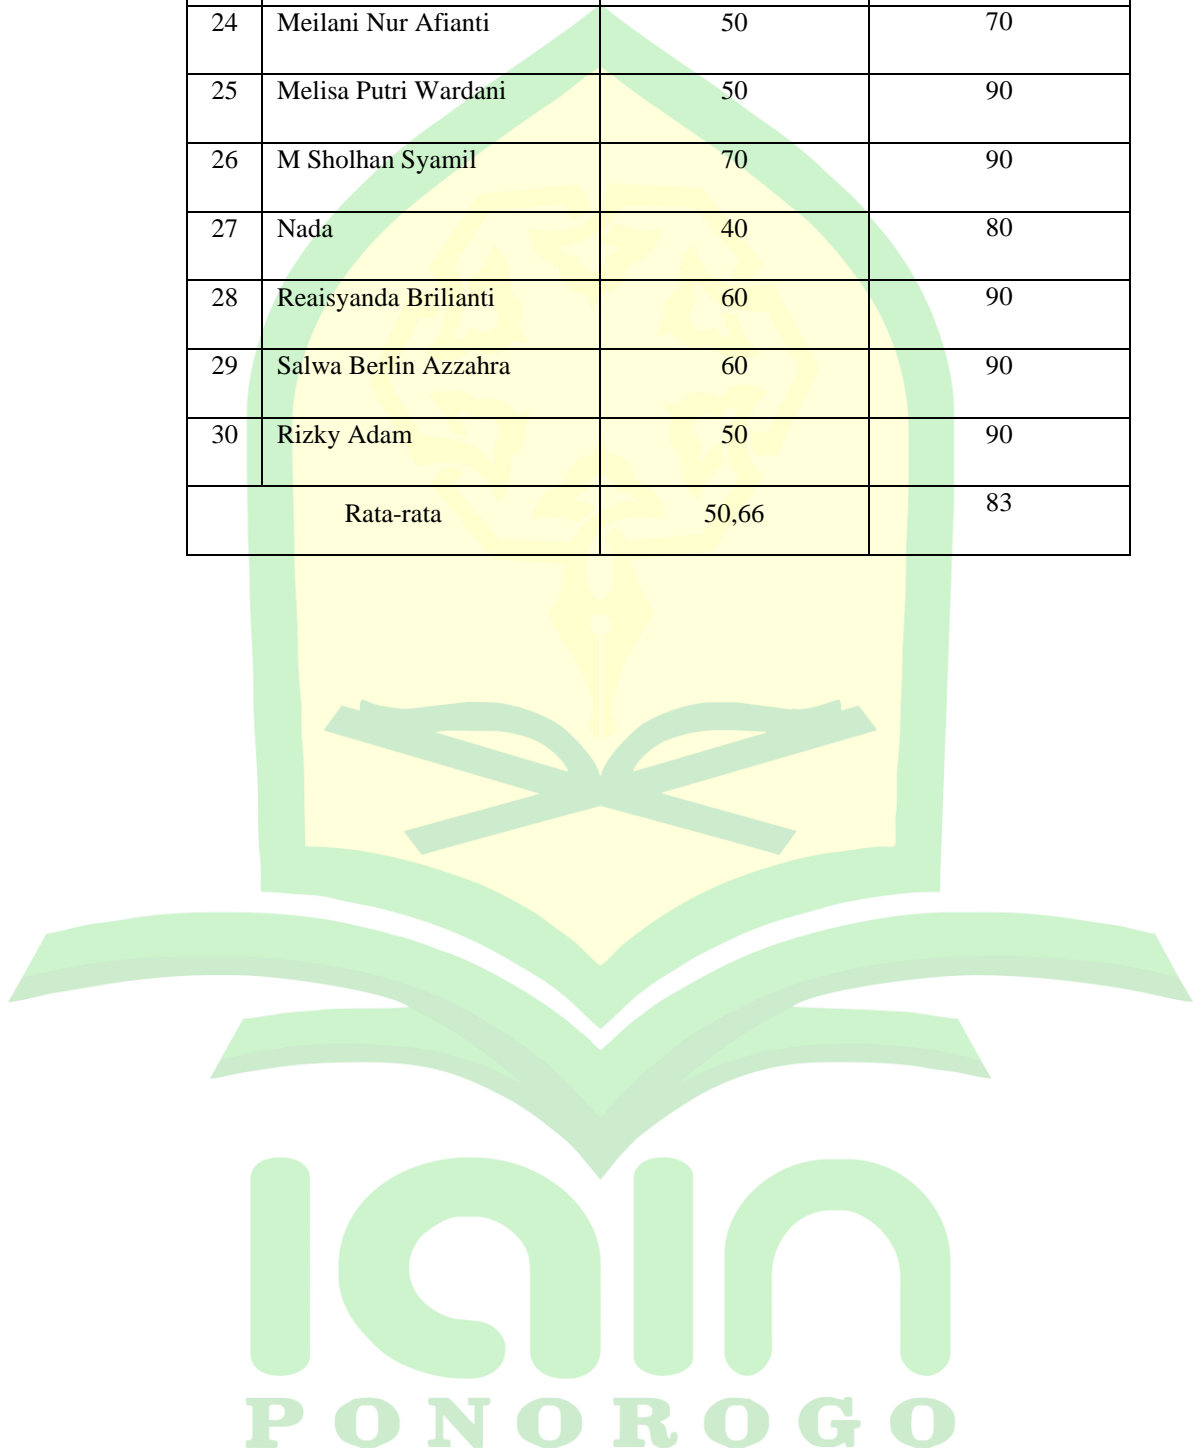 24 Meilani Nur Afianti 50 70
25 Melisa Putri Wardani 50 90
26 M Sholhan Syamil 70 90
27 Nada 40 80
28 Reaisyanda Brilianti 60 90
29 Salwa Berlin Azzahra 60 90
30 Rizky Adam 50 90
Rata-rata 50,66 83
iain
PONOROGO